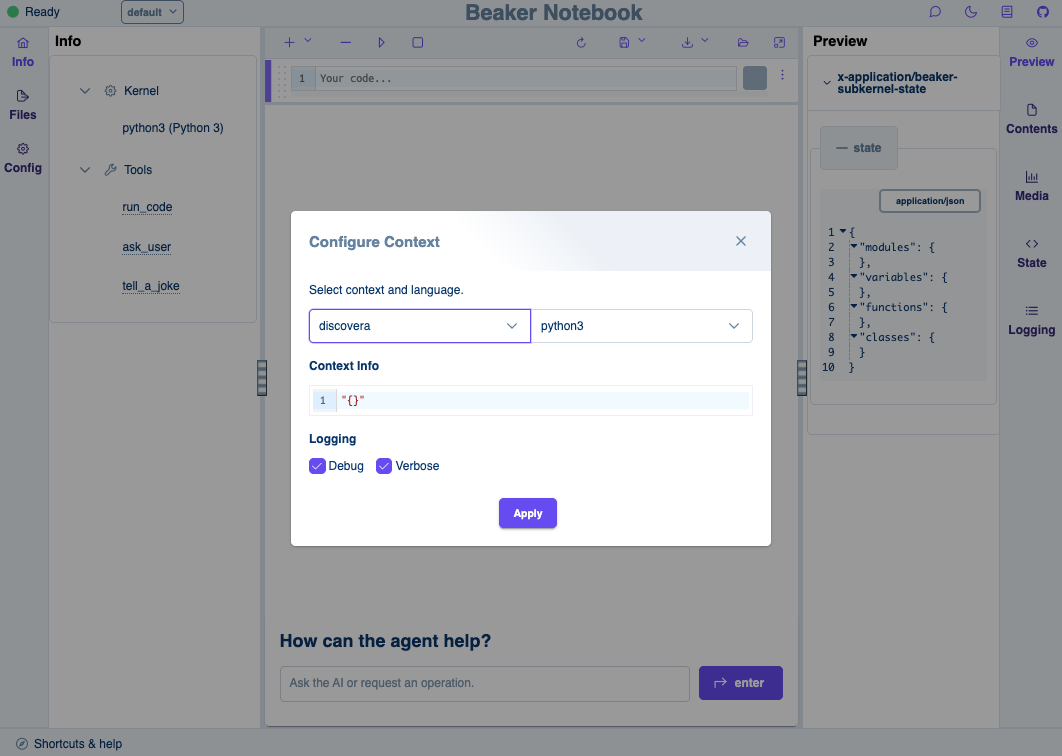 Ready
default
Beaker Notebook
Info
Files
Config
Info
Kernel
python3 (Python 3)
Tools
run_code
ask_user
tell_a_joke
1 Your code...
Configure Context
Select context and language.
discovera
python3
Context Info
1 "{}"
Logging
Debug
Verbose
Apply
How can the agent help?
Ask the AI or request an operation.
enter
Preview
x-application/beaker-
subkernel-state
— state
application/json
1 {
2 "modules": {
3 },
4 "variables": {
5 },
6 "functions": {
7 },
8 "classes": {
9 }
10 }
Preview
Contents
Media
State
Logging
Shortcuts & help